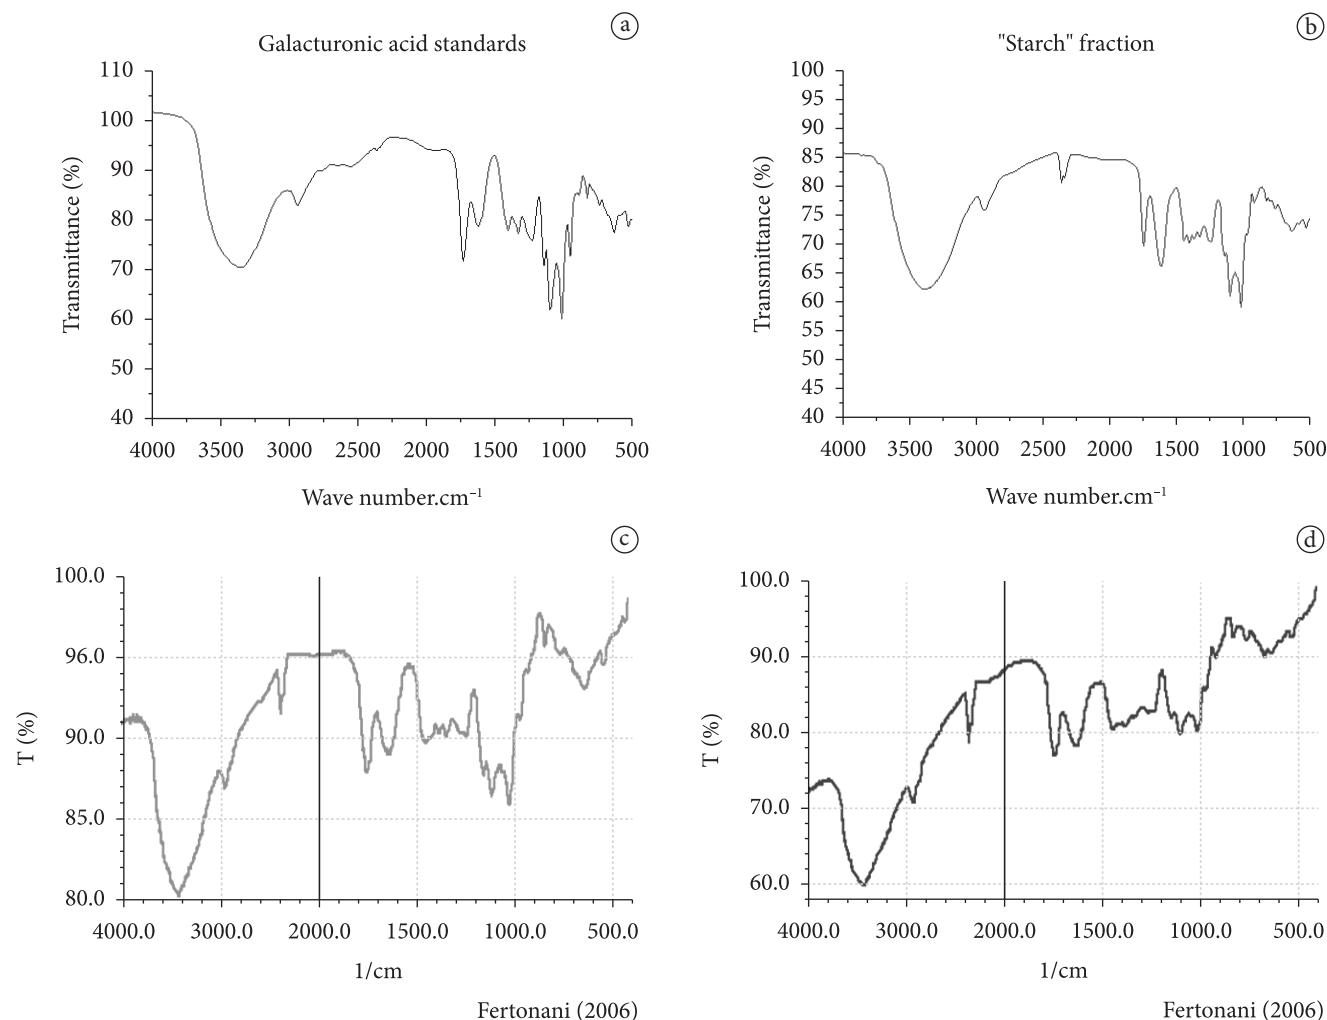 a
Galacturonic acid standards
110
100
90
80
70
60
50
40
Transmittance (%)
4000 3500 3000 2500 2000 1500 1000 500
Wave number.cm⁻¹
b
"Starch" fraction
100
95
90
85
80
75
70
65
60
55
50
45
40
Transmittance (%)
4000 3500 3000 2500 2000 1500 1000 500
Wave number.cm⁻¹
c
100.0
96.0
90.0
85.0
80.0
T (%)
4000.0 3000.0 2000.0 1500.0 1000.0 500.0
1/cm
Fertonani (2006)
d
100.0
90.0
80.0
70.0
60.0
T (%)
4000.0 3000.0 2000.0 1500.0 1000.0 500.0
1/cm
Fertonani (2006)